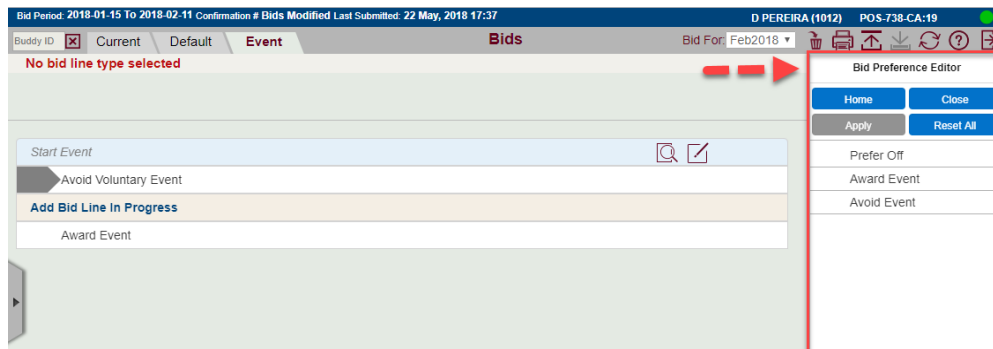 Bid Period: 2018-01-15 To 2018-02-11 Confirmation # Bids Modified Last Submitted: 22 May, 2018 17:37 D PEREIRA (1012) POS-738-CA:19
Buddy ID X Current Default Event Bids Bid For: Feb2018
No bid line type selected
Bid Preference Editor
Home Close
Apply Reset All
Start Event
Prefer Off
Avoid Voluntary Event
Award Event
Add Bid Line In Progress
Avoid Event
Award Event